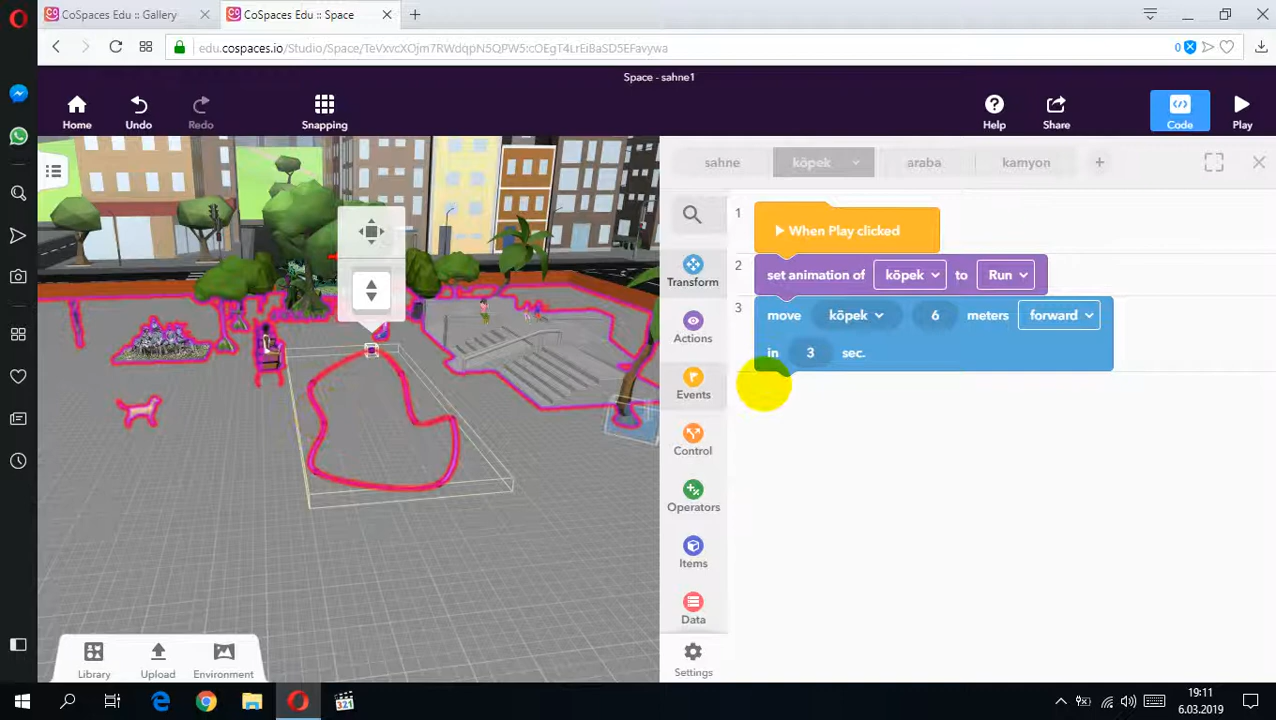 CoSpaces Edu :: Gallery
CoSpaces Edu :: Space
edu.cospaces.io/Studio/Space/TeVxvcXOjm7RWdqpN5QPW5:cOEgT4LrEiBaSD5EFavywa
0
Space - sahne1
Home
Undo
Redo
Snapping
Help
Share
Code
Play
sahne
köpek
araba
kamyon
+
Transform
Actions
Events
Control
Operators
Items
Data
Settings
1
When Play clicked
2
set animation of köpek to Run
3
move köpek 6 meters forward
in 3 sec.
Library
Upload
Environment
321
19:11
6.03.2019